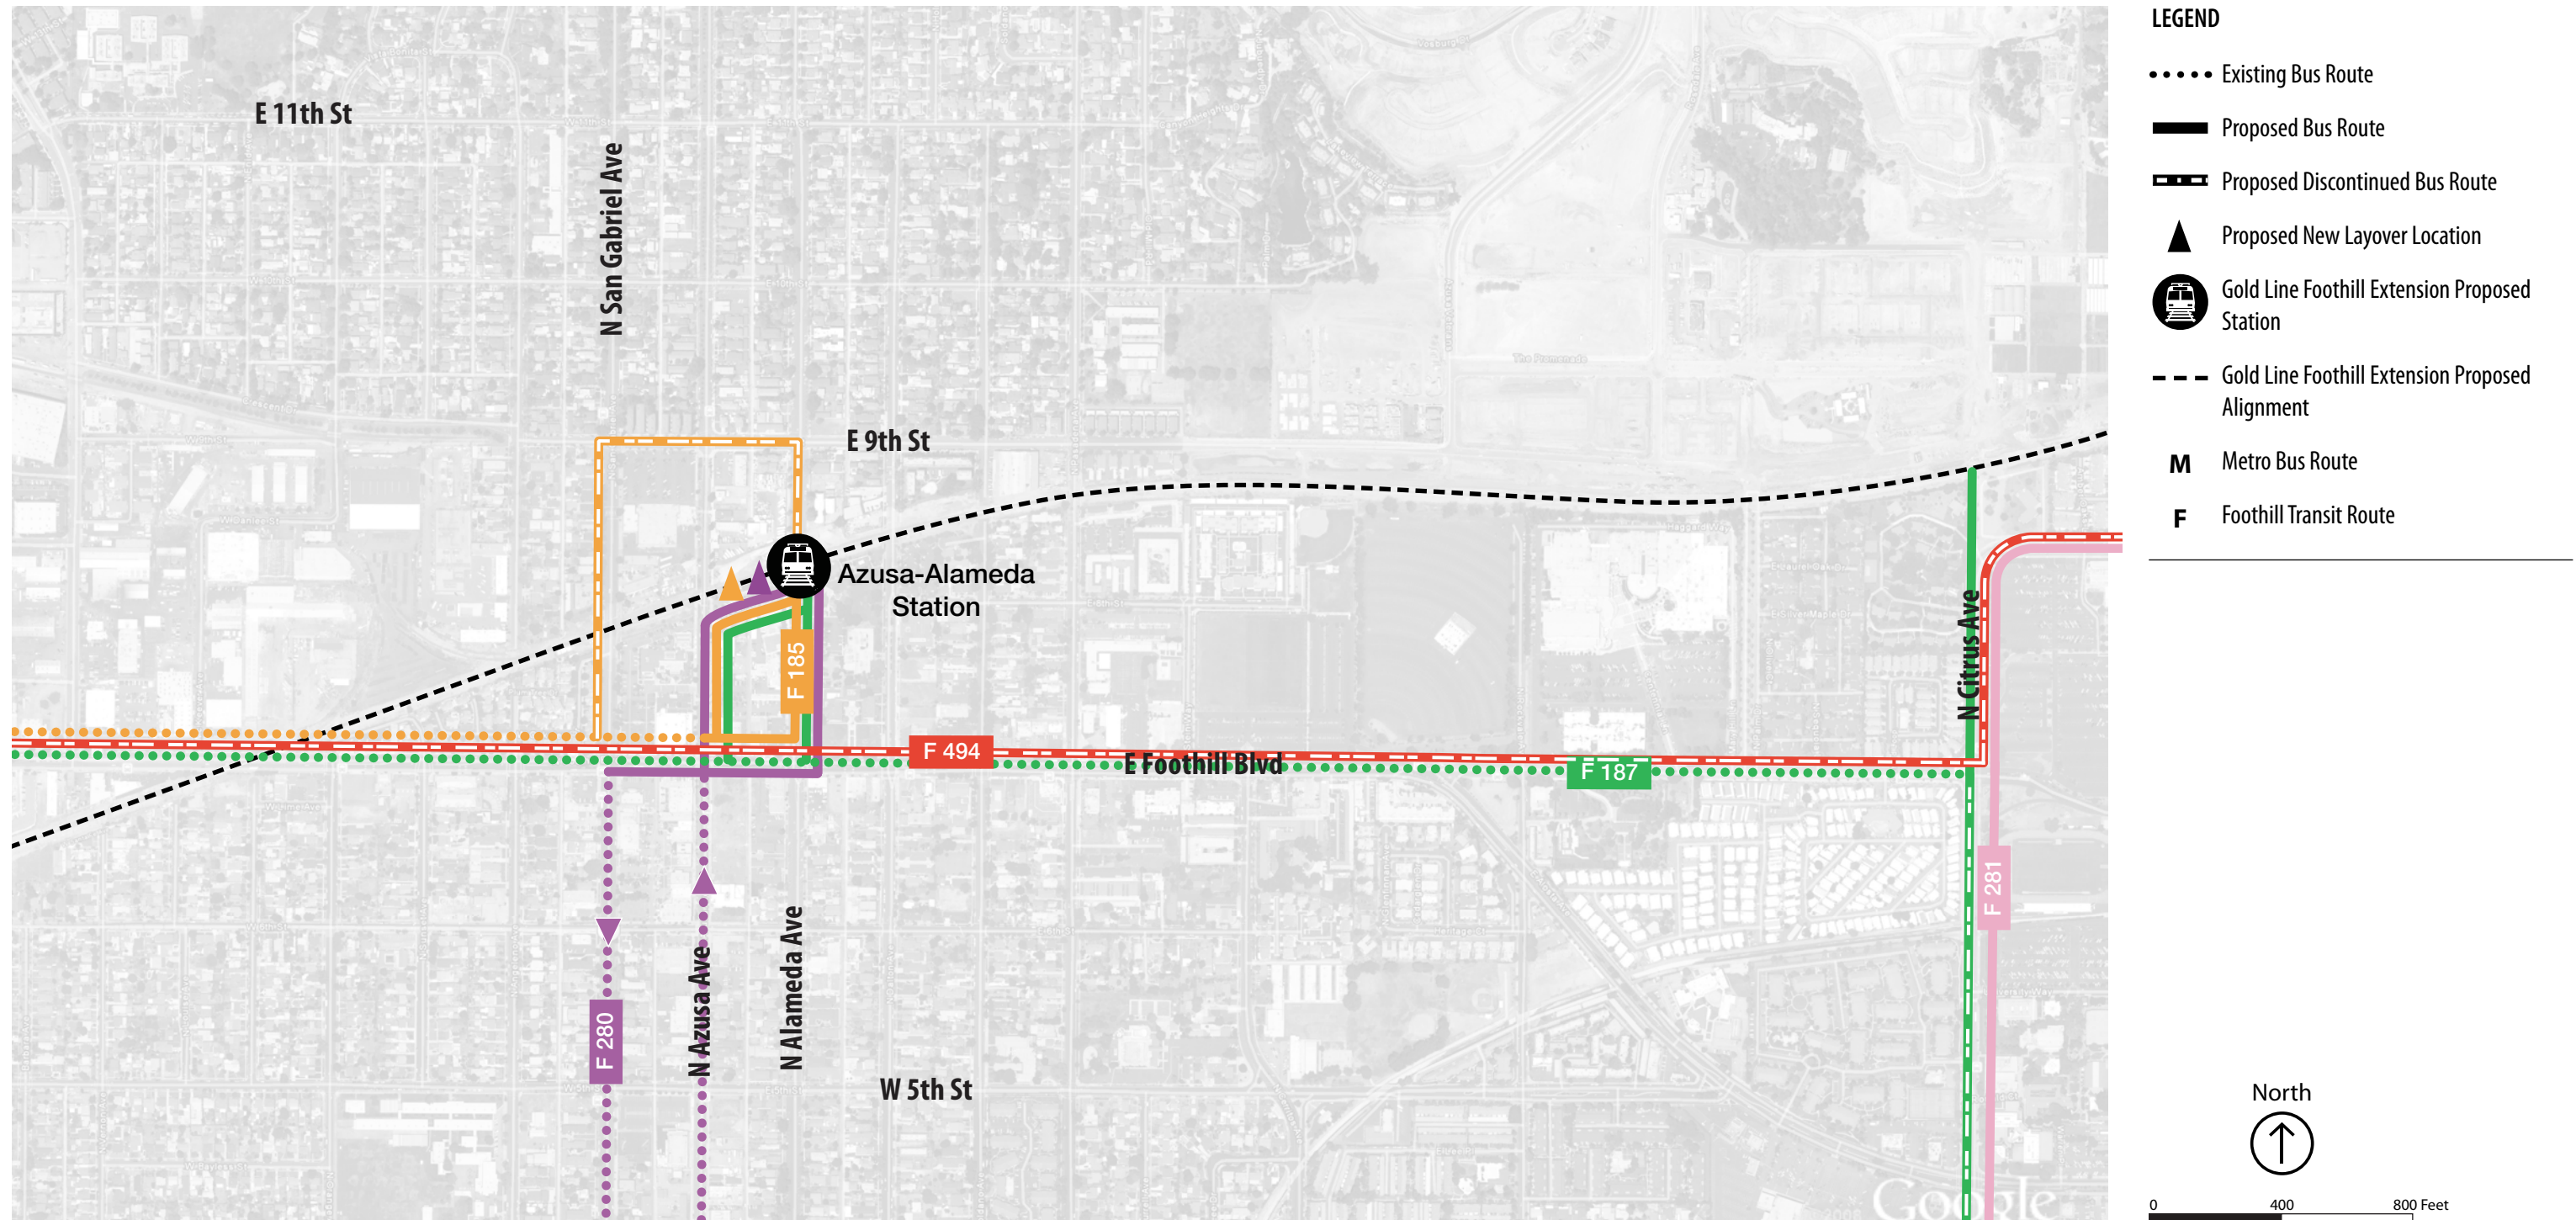 LEGEND
Existing Bus Route
Proposed Bus Route
Proposed Discontinued Bus Route
Proposed New Layover Location
Gold Line Foothill Extension Proposed
Station
Gold Line Foothill Extension Proposed
Alignment
M Metro Bus Route
F Foothill Transit Route
E 11th St
N San Gabriel Ave
E 9th St
Azusa-Alameda
Station
F 185
N Citrus Ave
F 494
E Foothill Blvd
F 187
F 281
F 280
N Azusa Ave
N Alameda Ave
W 5th St
The Promenade
Google
North
0 400 800 Feet